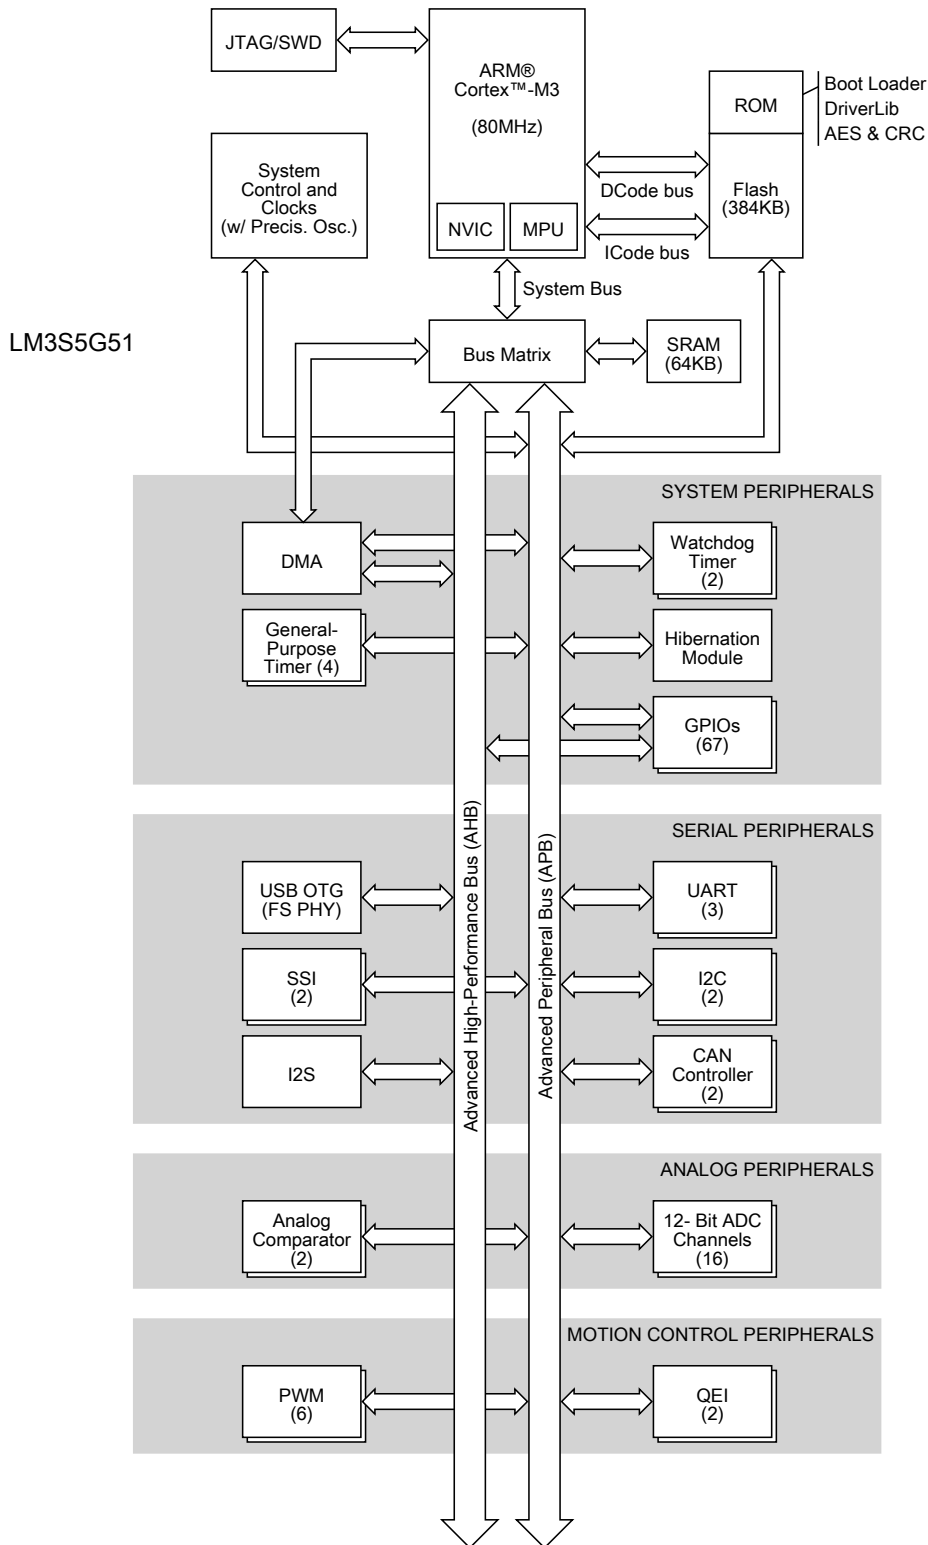 JTAG/SWD
ARM®
Cortex™-M3
(80MHz)
NVIC
MPU
ROM
Boot Loader
DriverLib
AES & CRC
Flash
(384KB)
DCode bus
ICode bus
System
Control and
Clocks
(w/ Precis. Osc.)
System Bus
LM3S5G51
Bus Matrix
SRAM
(64KB)
SYSTEM PERIPHERALS
DMA
Watchdog
Timer
(2)
General-
Purpose
Timer (4)
Hibernation
Module
GPIOs
(67)
Advanced High-Performance Bus (AHB)
Advanced Peripheral Bus (APB)
SERIAL PERIPHERALS
USB OTG
(FS PHY)
UART
(3)
SSI
(2)
I2C
(2)
I2S
CAN
Controller
(2)
ANALOG PERIPHERALS
Analog
Comparator
(2)
12- Bit ADC
Channels
(16)
MOTION CONTROL PERIPHERALS
PWM
(6)
QEI
(2)